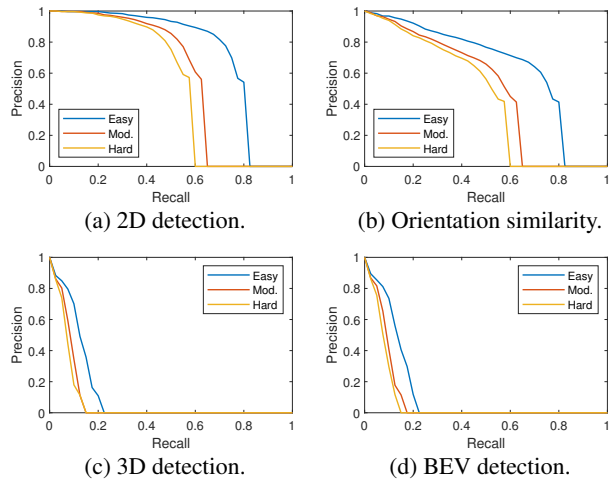 1
0.8
0.6
0.4
0.2
0
Precision
Easy
Mod.
Hard
0 0.2 0.4 0.6 0.8 1
Recall
(a) 2D detection.
1
0.8
0.6
0.4
0.2
0
Precision
Easy
Mod.
Hard
0 0.2 0.4 0.6 0.8 1
Recall
(b) Orientation similarity.
1
0.8
0.6
0.4
0.2
0
Precision
Easy
Mod.
Hard
0 0.2 0.4 0.6 0.8 1
Recall
(c) 3D detection.
1
0.8
0.6
0.4
0.2
0
Precision
Easy
Mod.
Hard
0 0.2 0.4 0.6 0.8 1
Recall
(d) BEV detection.